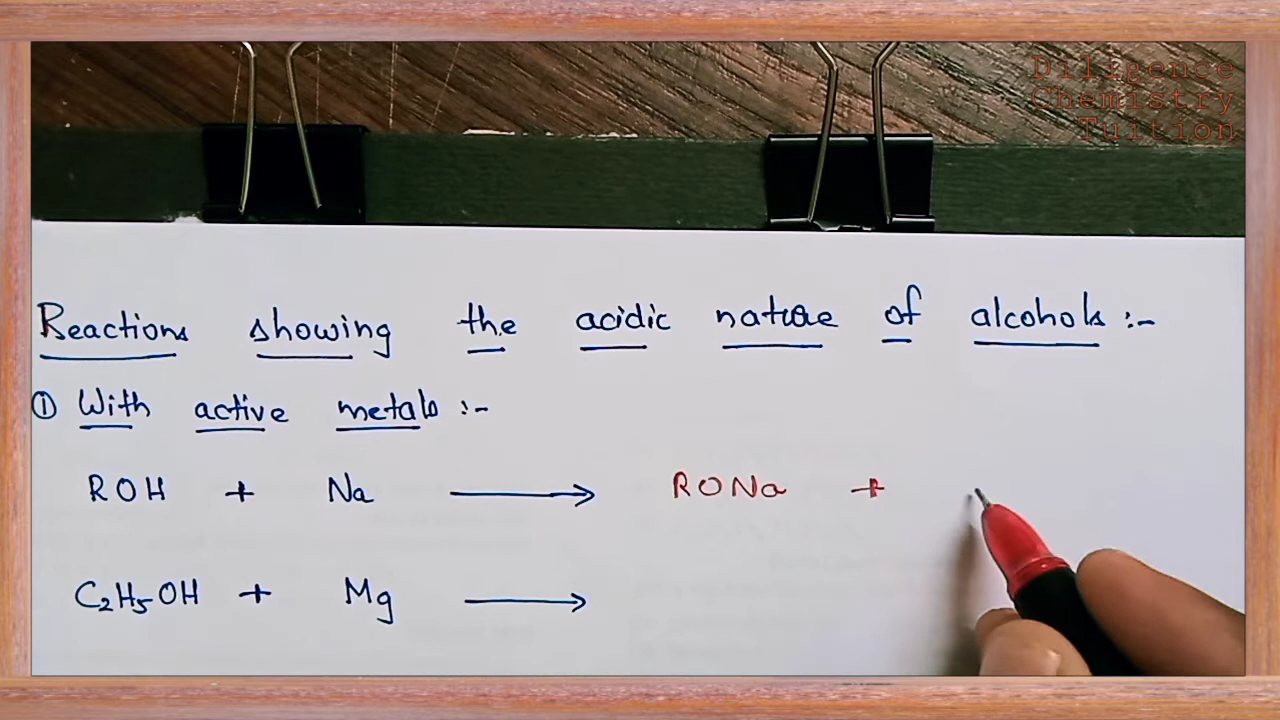 Diligence
Chemistry
Tuition
Reactions showing the acidic nature of alcohols :-
① With active metals :-
ROH + Na ⟶ RONa +
C₂H₅OH + Mg ⟶